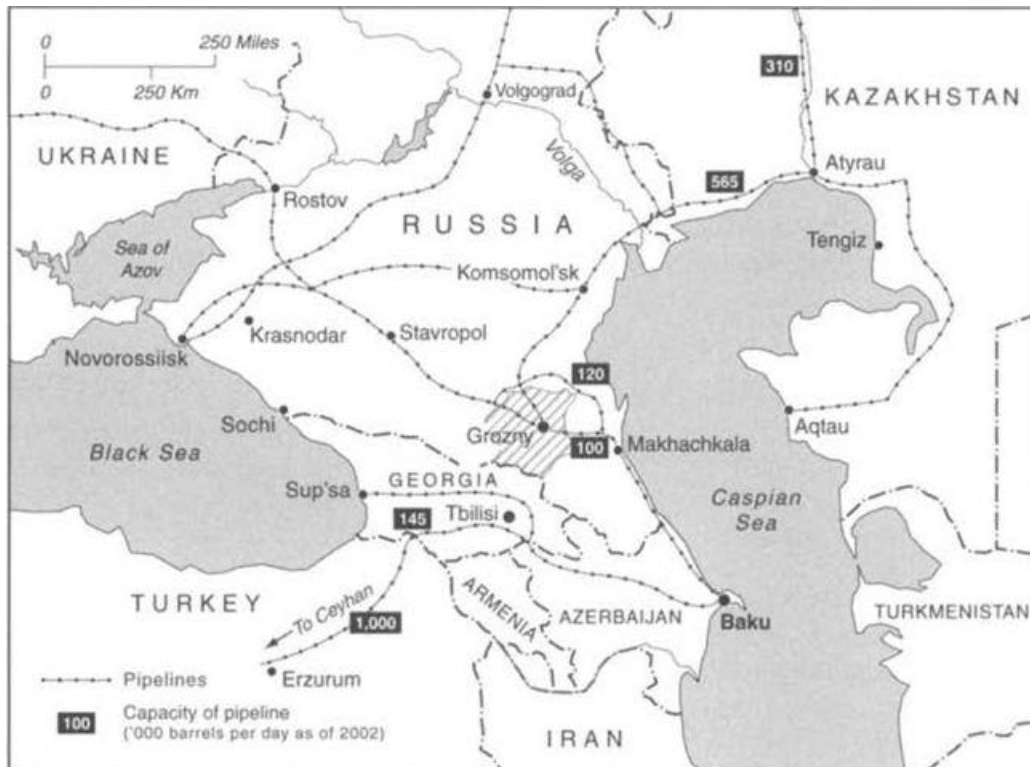 0 250 Miles
0 250 Km
310
KAZAKHSTAN
Volgograd
UKRAINE
Volga
Atyrau
565
Rostov
RUSSIA
Sea of
Azov
Tengiz
Komsomol'sk
Krasnodar
Stavropol
Novorossiisk
120
Sochi
Grozny
100
Makhachkala
Aqtau
Black Sea
GEORGIA
Sup'sa
Caspian
Sea
145
Tbilisi
TURKEY
To Ceyhan
ARMENIA
AZERBAIJAN
Baku
TURKMENISTAN
1,000
Erzurum
Pipelines
100
Capacity of pipeline
('000 barrels per day as of 2002)
IRAN